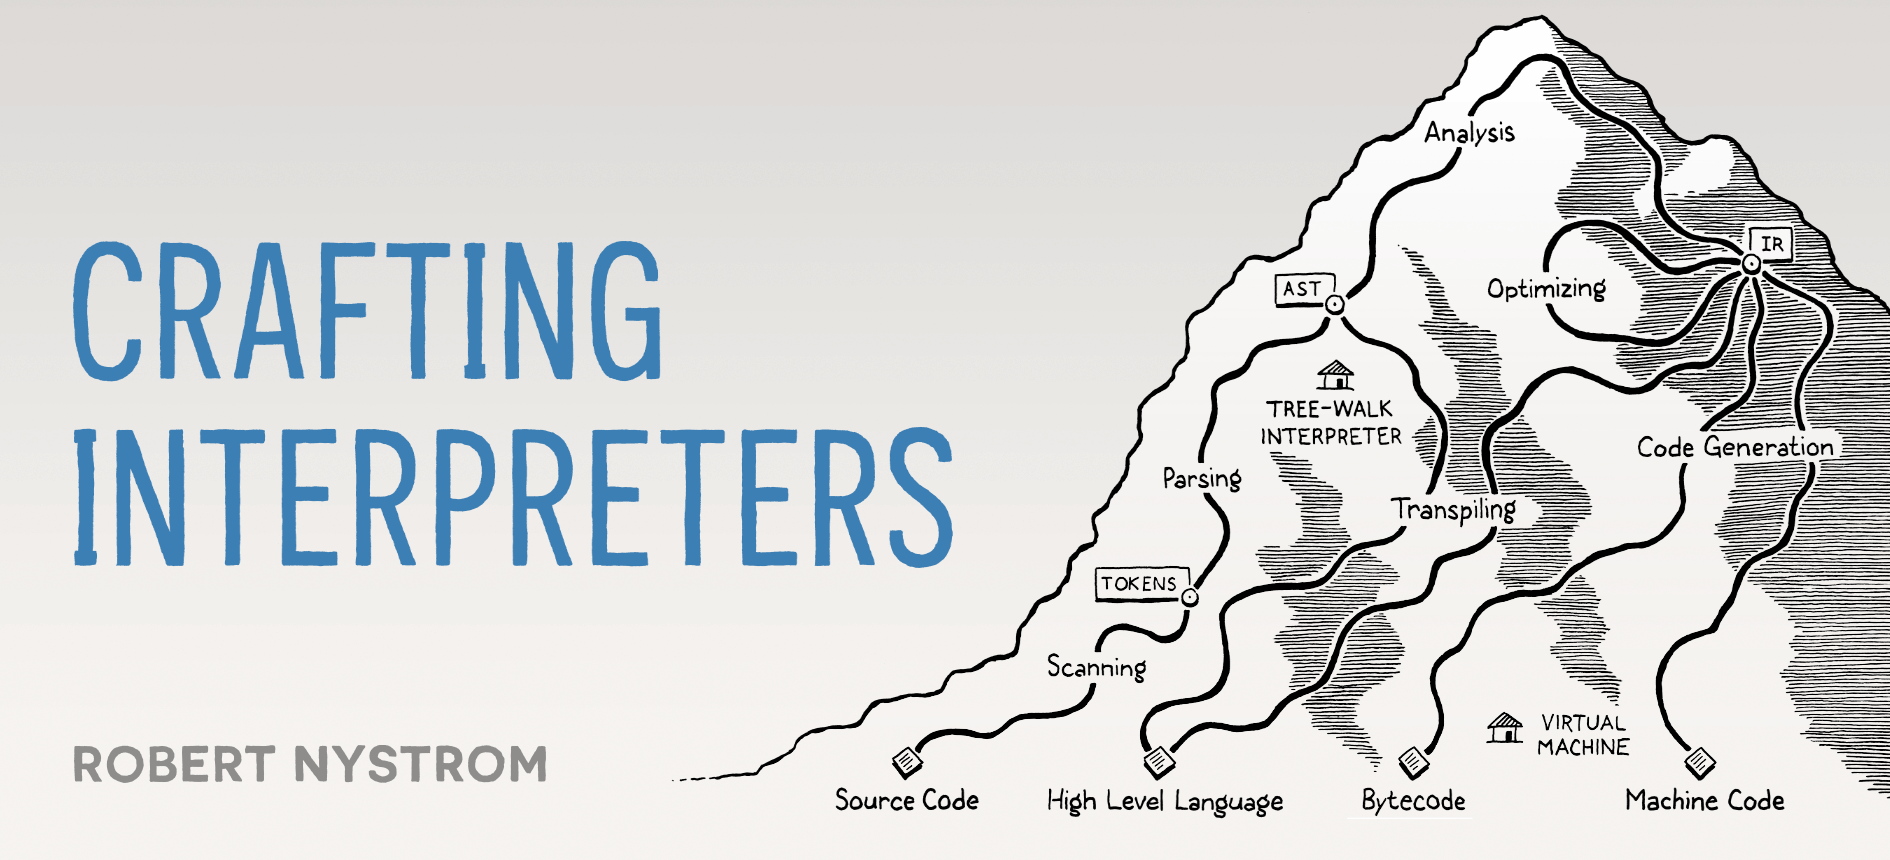 CRAFTING
INTERPRETERS
ROBERT NYSTROM
Analysis
IR
AST
Optimizing
TREE-WALK
INTERPRETER
Code Generation
Parsing
Transpiling
TOKENS
Scanning
VIRTUAL
MACHINE
Source Code
High Level Language
Bytecode
Machine Code